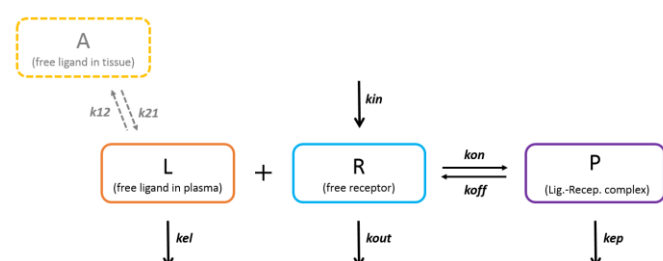 A
(free ligand in tissue)
k12
k21
kin
L
(free ligand in plasma)
+
R
(free receptor)
kon
koff
P
(Lig.-Recep. complex)
kel
kout
kep